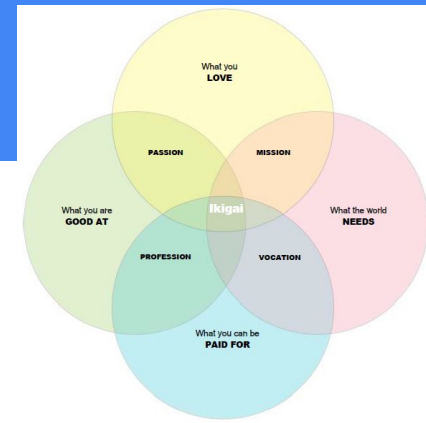 What you
LOVE
PASSION
MISSION
What you are
GOOD AT
Ikigai
What the world
NEEDS
PROFESSION
VOCATION
What you can be
PAID FOR